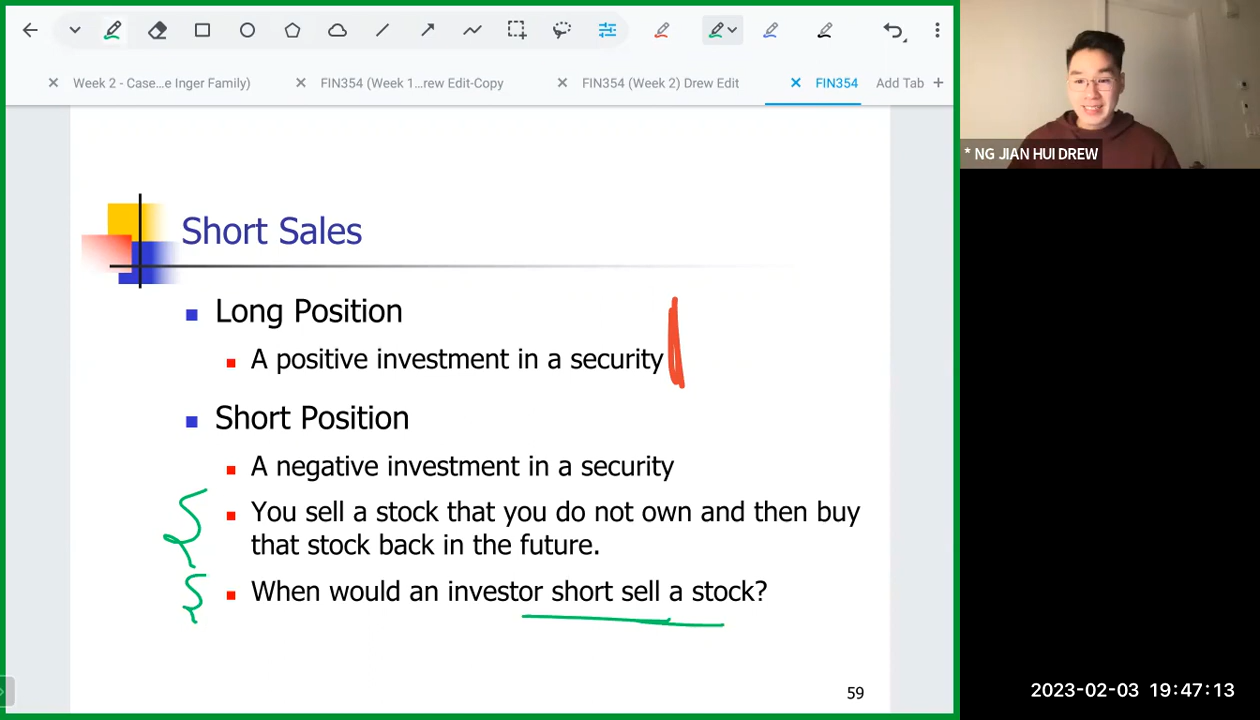 Week 2 - Case...e Inger Family)
FIN354 (Week 1...rew Edit-Copy
FIN354 (Week 2) Drew Edit
FIN354
Add Tab +
* NG JIAN HUI DREW
Short Sales
Long Position
A positive investment in a security
Short Position
A negative investment in a security
You sell a stock that you do not own and then buy
that stock back in the future.
When would an investor short sell a stock?
59
2023-02-03 19:47:13